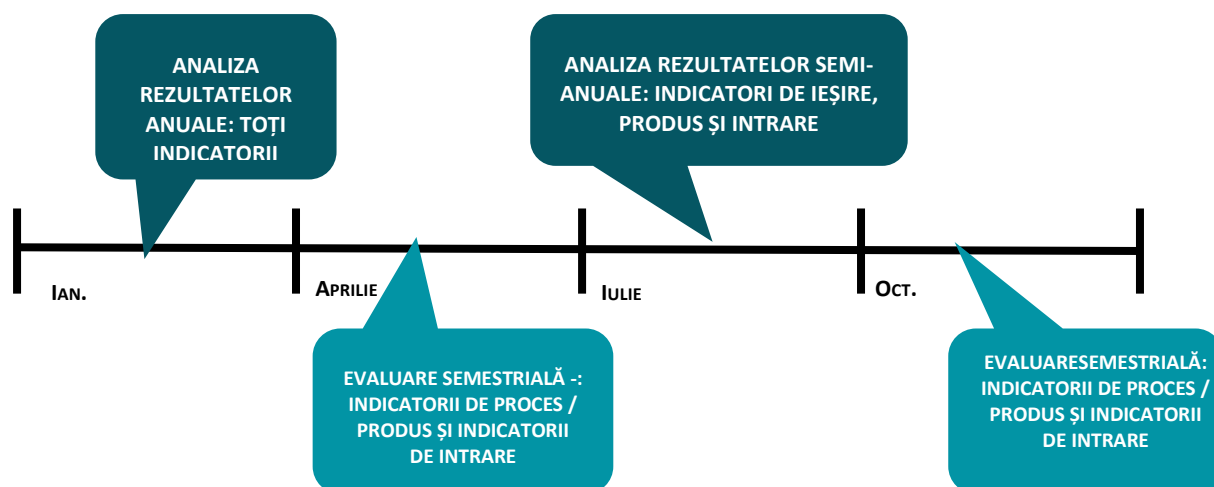 ANALIZA
REZULTATELOR
ANUALE: TOȚI
INDICATORII
ANALIZA REZULTATELOR SEMI-
ANUALE: INDICATORI DE IEȘIRE,
PRODUS ȘI INTRARE
IAN.
APRILIE
IULIE
OCT.
EVALUARE SEMESTRIALĂ -:
INDICATORII DE PROCES /
PRODUS ȘI INDICATORII
DE INTRARE
EVALUARESEMESTRIALĂ:
INDICATORII DE PROCES /
PRODUS ȘI INDICATORII
DE INTRARE